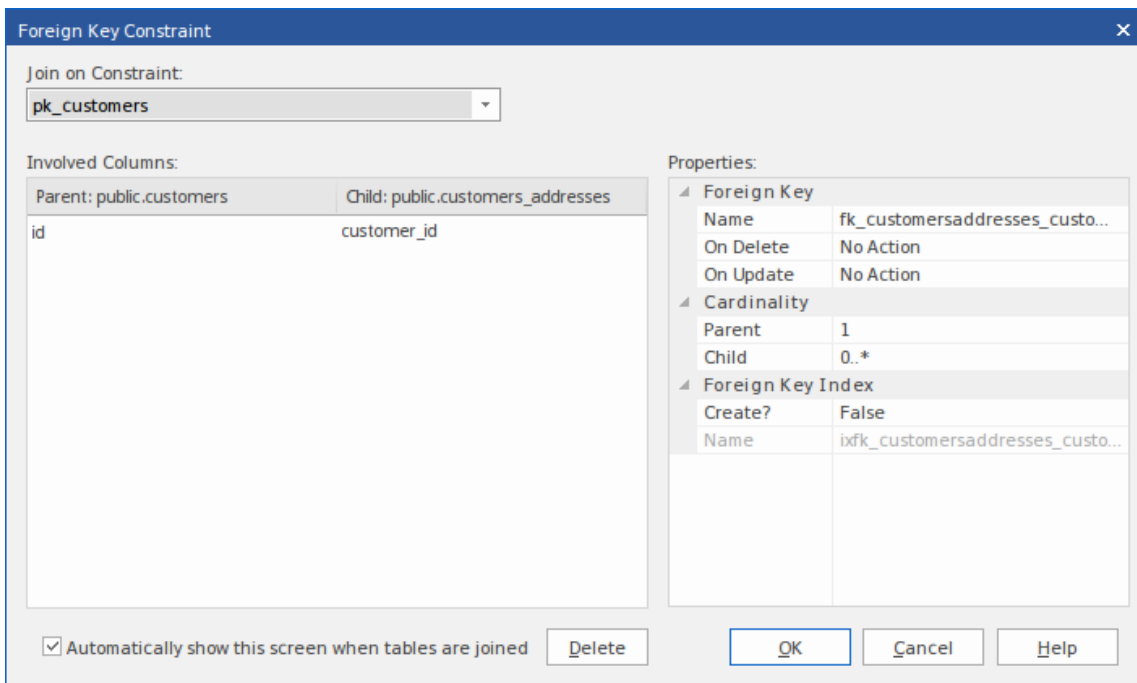 Foreign Key Constraint
Join on Constraint:
pk_customers
Involved Columns:
Parent: public.customers Child: public.customers_addresses
id customer_id
Properties:
Foreign Key
Name fk_customersaddresses_custo...
On Delete No Action
On Update No Action
Cardinality
Parent 1
Child 0..*
Foreign Key Index
Create? False
Name ixfk_customersaddresses_custo...
Automatically show this screen when tables are joined Delete OK Cancel Help